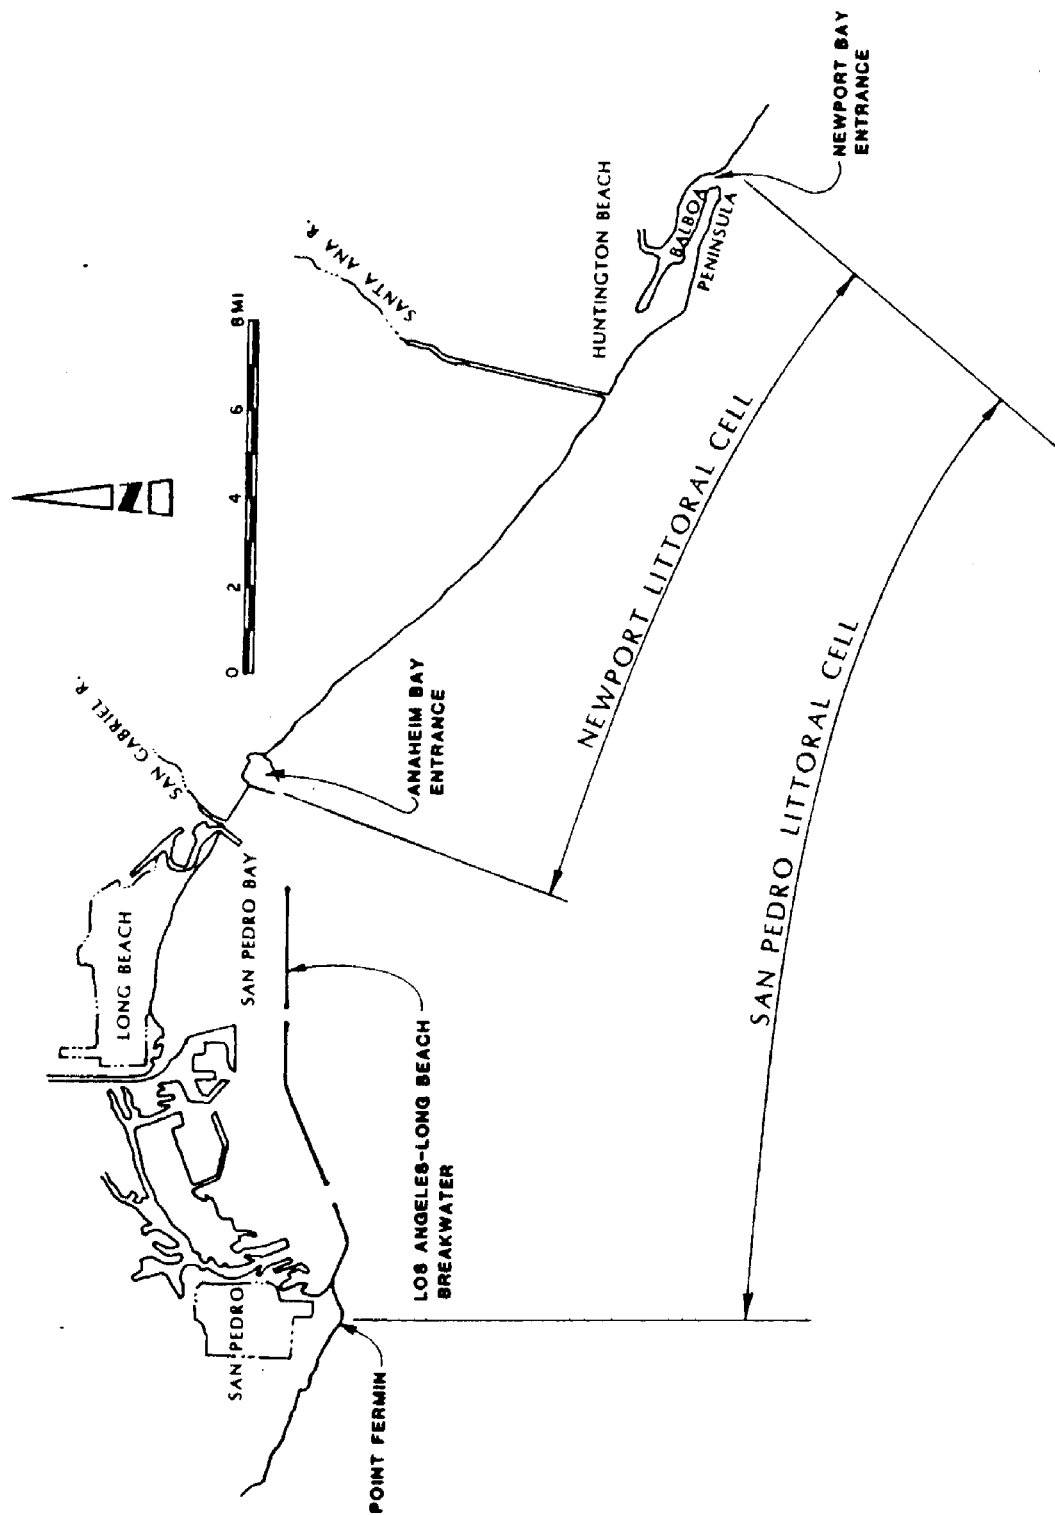 SAN PEDRO
LONG BEACH
SAN GABRIEL R.
SANTA ANA R.
N
0 2 4 6 8 MI
SAN PEDRO BAY
HUNTINGTON BEACH
BALBOA
PENINSULA
NEWPORT BAY
ENTRANCE
ANAHEIM BAY
ENTRANCE
LOS ANGELES-LONG BEACH
BREAKWATER
POINT FERMIN
NEWPORT LITTORAL CELL
SAN PEDRO LITTORAL CELL